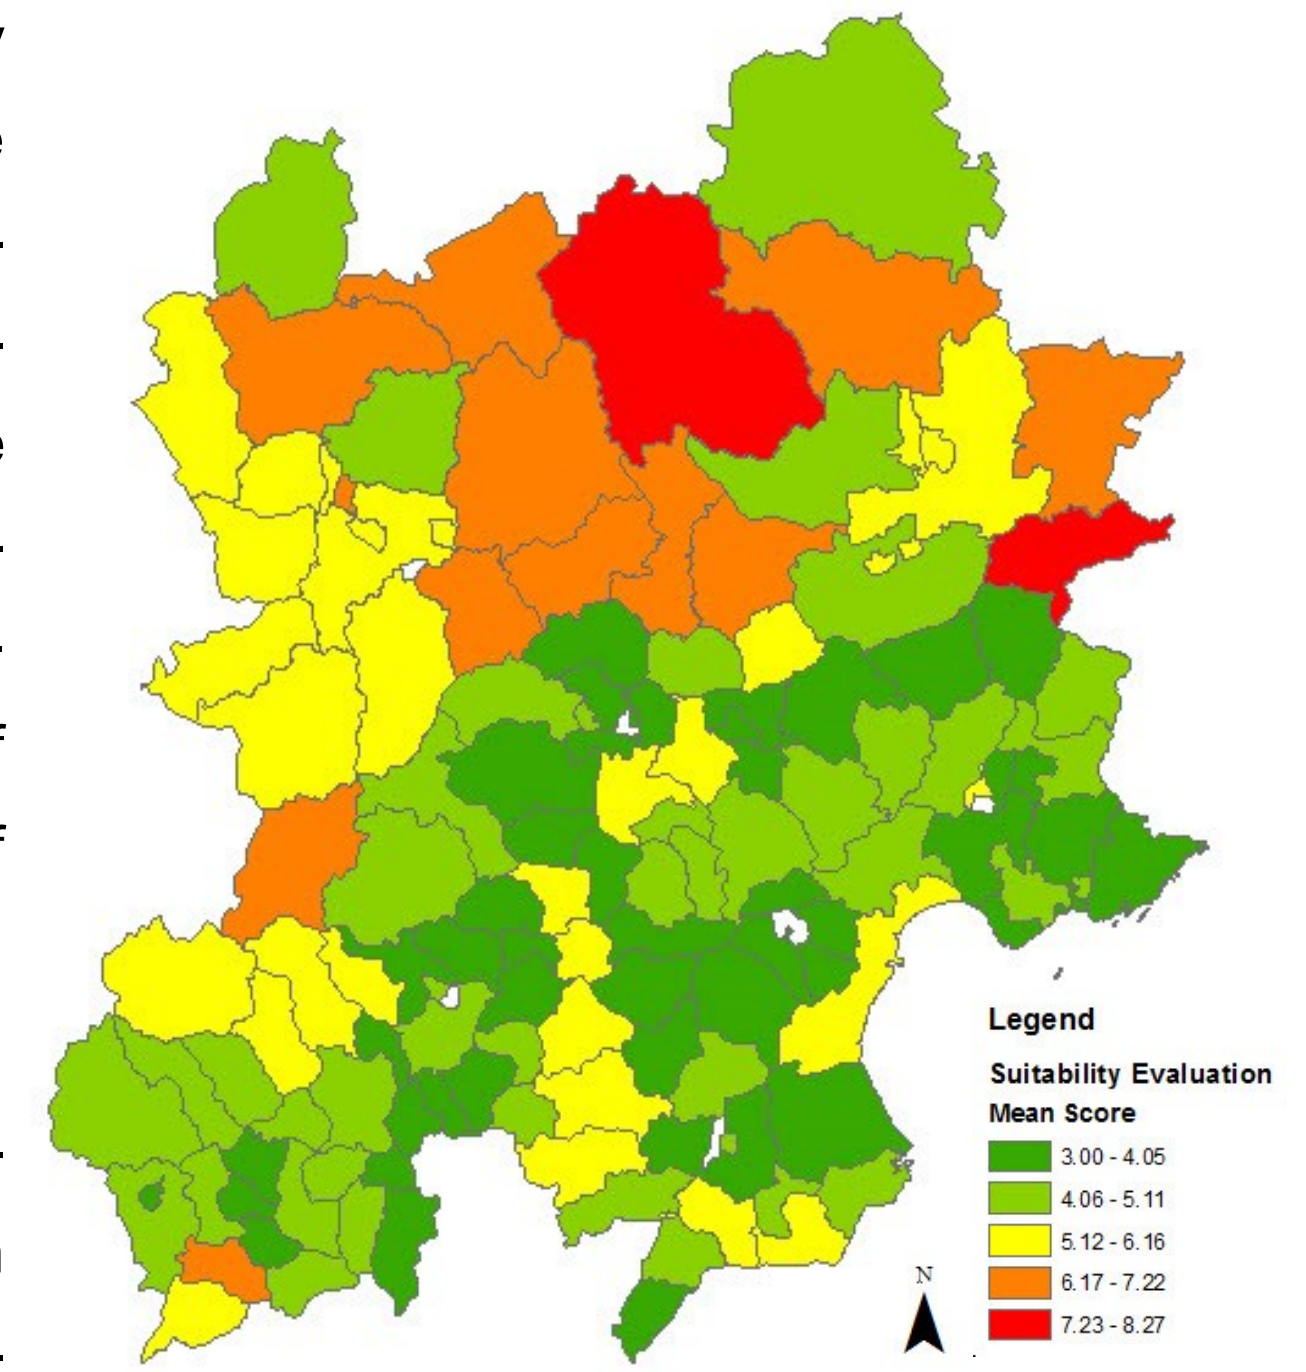 N
Legend
Suitability Evaluation
Mean Score
3.00 - 4.05
4.06 - 5.11
5.12 - 6.16
6.17 - 7.22
7.23 - 8.27